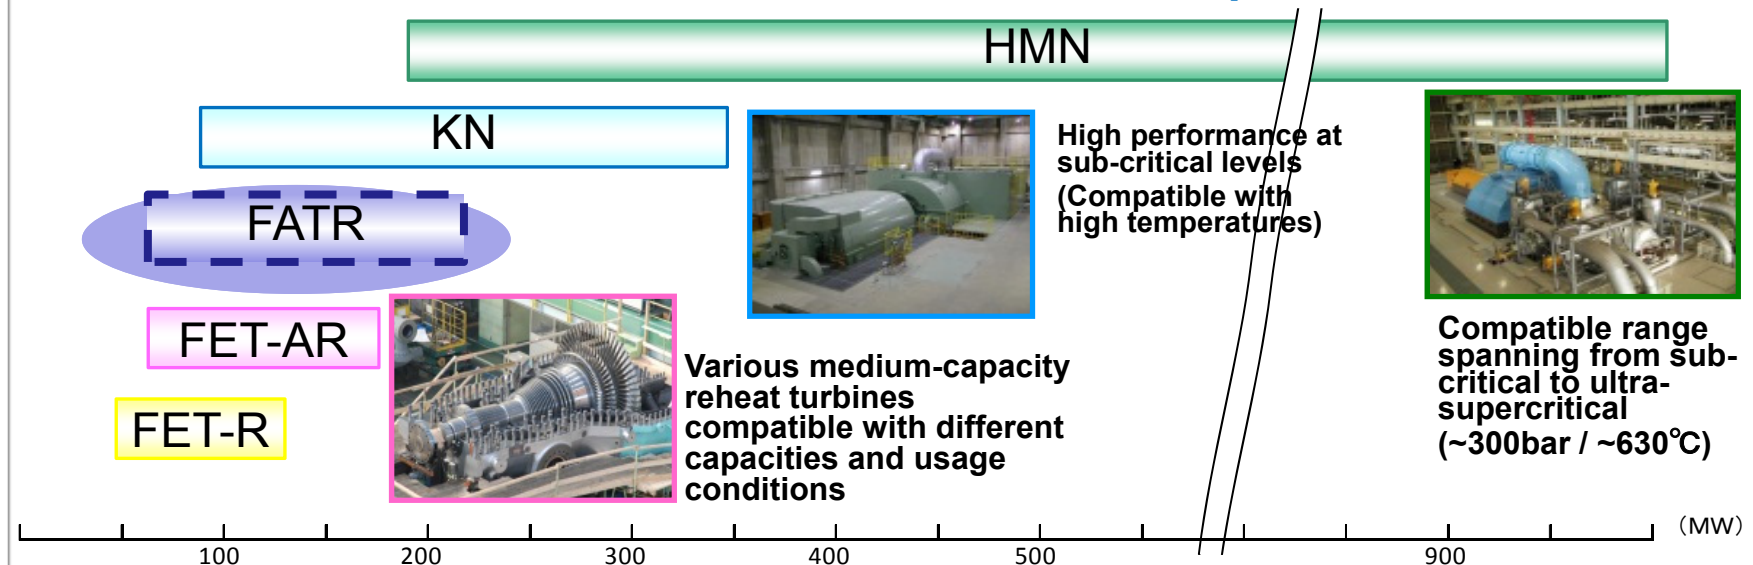 HMN
KN
High performance at
sub-critical levels
(Compatible with
high temperatures)
FATR
FET-AR
Compatible range
spanning from sub-
critical to ultra-
supercritical
(~300bar / ~630℃)
Various medium-capacity
reheat turbines
compatible with different
capacities and usage
conditions
FET-R
（MW）
100 200 300 400 500 900